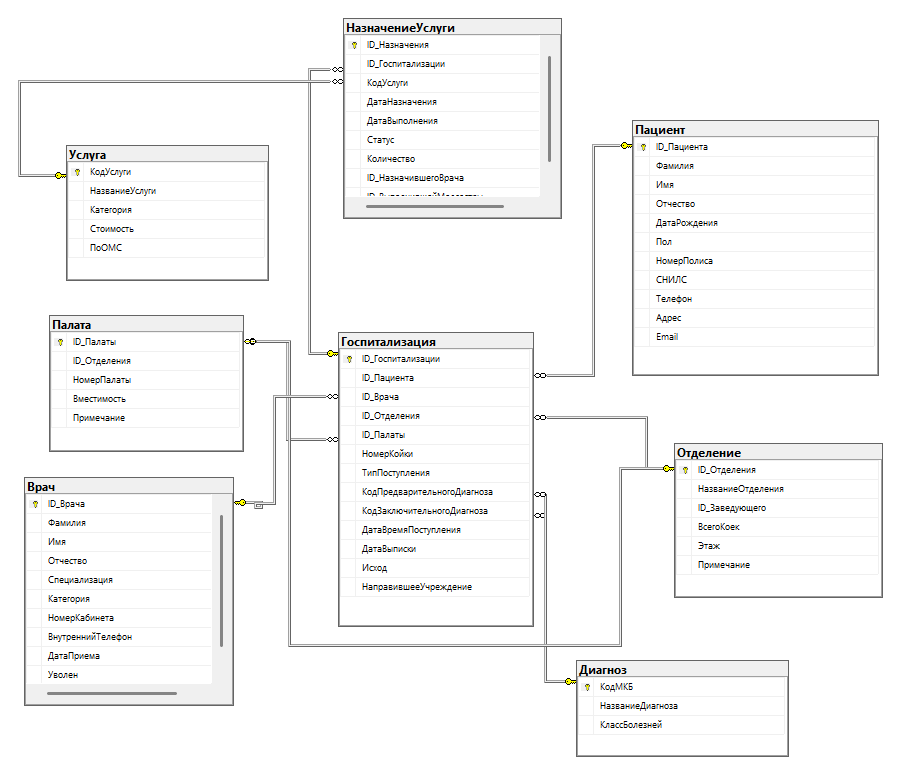 НазначениеУслуги
ID_Назначения
ID_Госпитализации
КодУслуги
ДатаНазначения
ДатаВыполнения
Статус
Количество
ID_НазначившегоВрача
Услуга
КодУслуги
НазваниеУслуги
Категория
Стоимость
ПоОМС
Пациент
ID_Пациента
Фамилия
Имя
Отчество
ДатаРождения
Пол
НомерПолиса
СНИЛС
Телефон
Адрес
Email
Палата
ID_Палаты
ID_Отделения
НомерПалаты
Вместимость
Примечание
Госпитализация
ID_Госпитализации
ID_Пациента
ID_Врача
ID_Отделения
ID_Палаты
НомерКойки
ТипПоступления
КодПредварительногоДиагноза
КодЗаключительногоДиагноза
ДатаВремяПоступления
ДатаВыписки
Исход
НаправившееУчреждение
Отделение
ID_Отделения
НазваниеОтделения
ID_Заведующего
ВсегоКоек
Этаж
Примечание
Врач
ID_Врача
Фамилия
Имя
Отчество
Специализация
Категория
НомерКабинета
ВнутреннийТелефон
ДатаПриема
Уволен
Диагноз
КодМКБ
НазваниеДиагноза
КлассБолезней